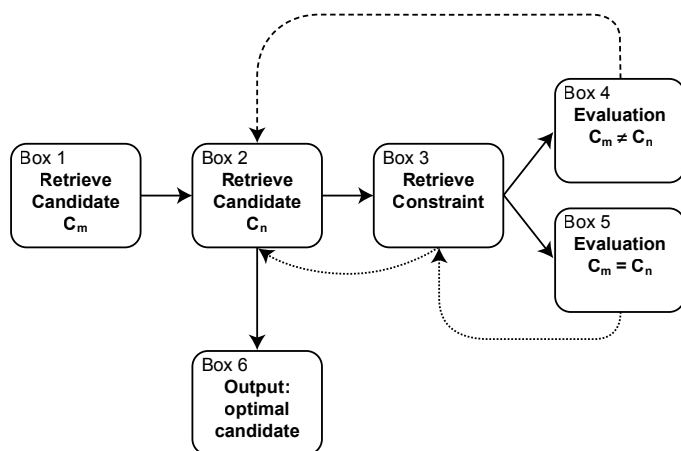 Box 1
Retrieve
Candidate
Cm
Box 2
Retrieve
Candidate
Cn
Box 3
Retrieve
Constraint
Box 4
Evaluation
Cm ≠ Cn
Box 5
Evaluation
Cm = Cn
Box 6
Output:
optimal
candidate